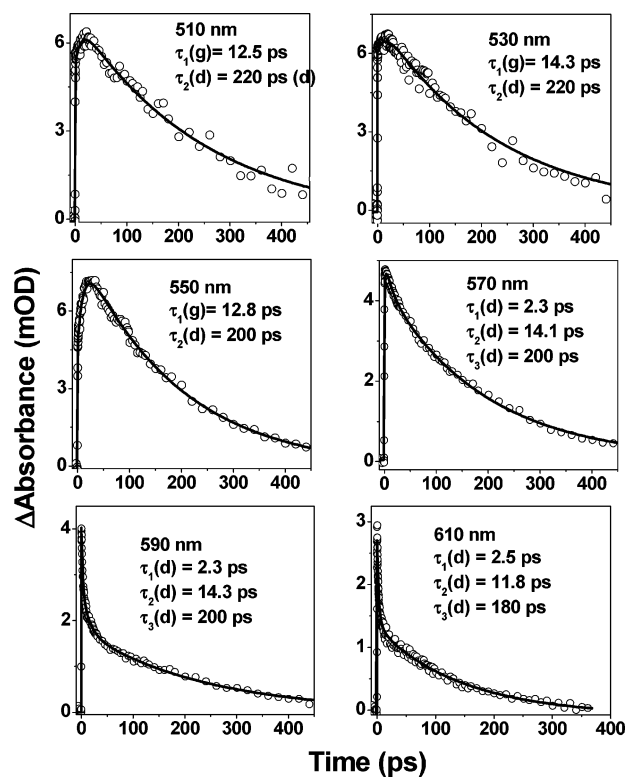 510 nm
τ1(g) = 12.5 ps
τ2(d) = 220 ps (d)
6
3
0
0 100 200 300 400
530 nm
τ1(g) = 14.3 ps
τ2(d) = 220 ps
6
3
0
0 100 200 300 400
550 nm
τ1(g) = 12.8 ps
τ2(d) = 200 ps
6
3
0
0 100 200 300 400
570 nm
τ1(d) = 2.3 ps
τ2(d) = 14.1 ps
τ3(d) = 200 ps
4
2
0
0 100 200 300 400
ΔAbsorbance (mOD)
590 nm
τ1(d) = 2.3 ps
τ2(d) = 14.3 ps
τ3(d) = 200 ps
4
2
0
0 100 200 300 400
610 nm
τ1(d) = 2.5 ps
τ2(d) = 11.8 ps
τ3(d) = 180 ps
3
2
1
0
0 100 200 300 400
Time (ps)